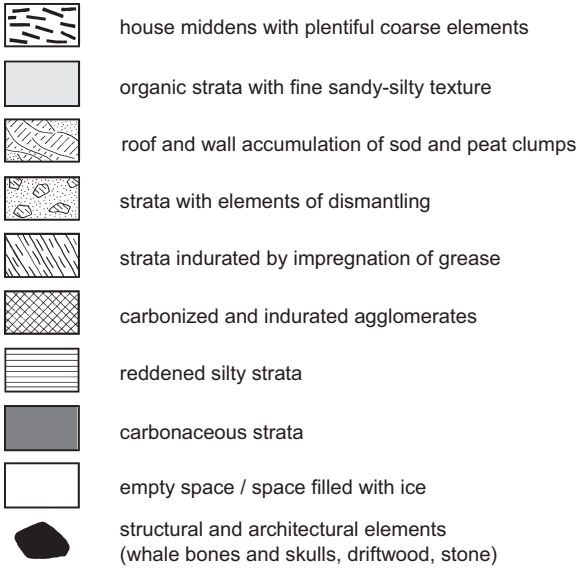 house middens with plentiful coarse elements
organic strata with fine sandy-silty texture
roof and wall accumulation of sod and peat clumps
strata with elements of dismantling
strata indurated by impregnation of grease
carbonized and indurated agglomerates
reddened silty strata
carbonaceous strata
empty space / space filled with ice
structural and architectural elements
(whale bones and skulls, driftwood, stone)